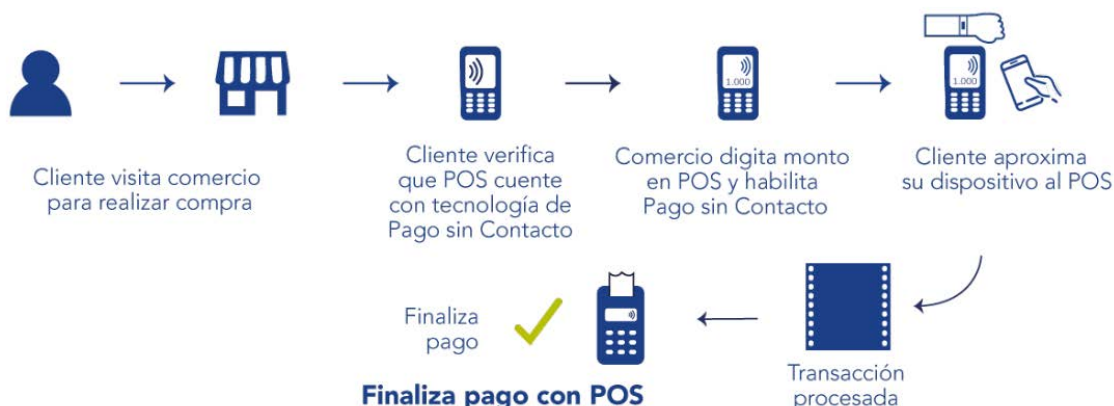 1.000
1.000
Cliente visita comercio
para realizar compra
Cliente verifica
que POS cuente
con tecnología de
Pago sin Contacto
Comercio digita monto
en POS y habilita
Pago sin Contacto
Cliente aproxima
su dispositivo al POS
Finaliza
pago
Transacción
procesada
Finaliza pago con POS